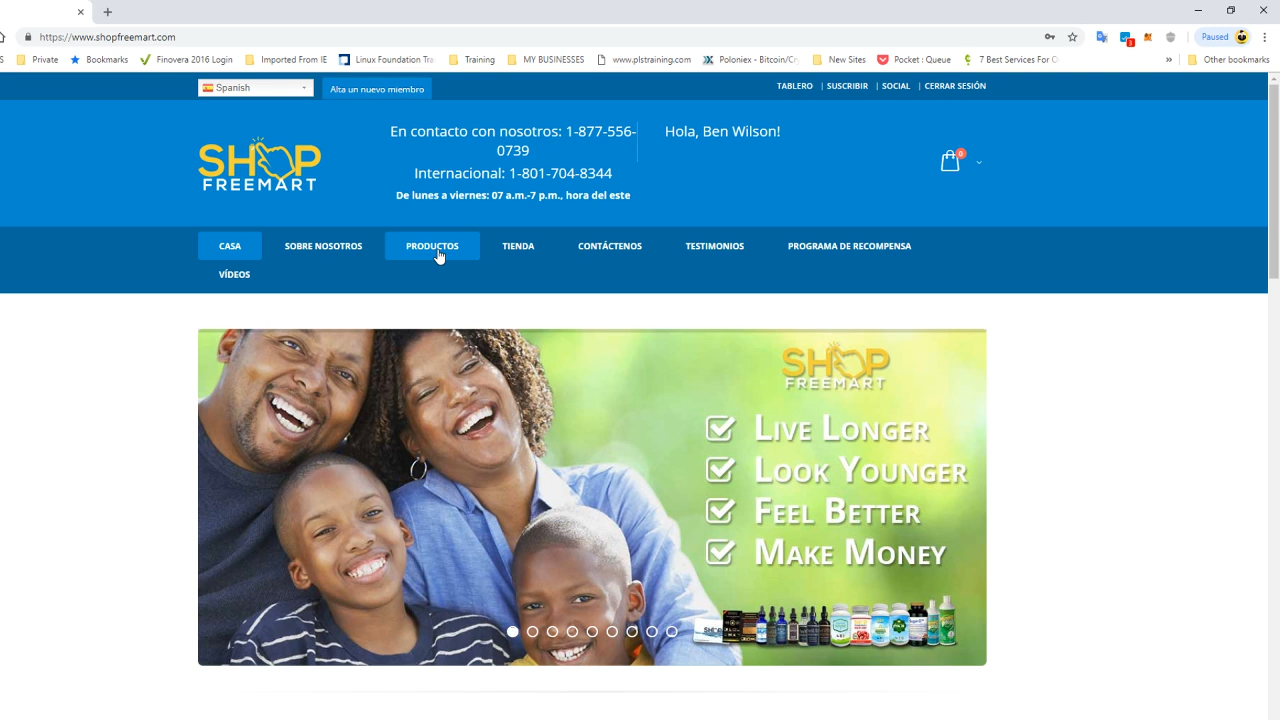 https://www.shopfreemart.com
Paused
S
Private
Bookmarks
Finovera 2016 Login
Imported From IE
Linux Foundation Tra
Training
MY BUSINESSES
www.plstraining.com
Poloniex - Bitcoin/Cr
New Sites
Pocket : Queue
7 Best Services For C
»
Other bookmarks
Spanish
Alta un nuevo miembro
TABLERO | SUSCRIBIR | SOCIAL | CERRAR SESIÓN
SHOP
FREEMART
En contacto con nosotros: 1-877-556-
0739
Internacional: 1-801-704-8344
De lunes a viernes: 07 a.m.-7 p.m., hora del este
Hola, Ben Wilson!
0
CASA
SOBRE NOSOTROS
PRODUCTOS
TIENDA
CONTÁCTENOS
TESTIMONIOS
PROGRAMA DE RECOMPENSA
VÍDEOS
SHOP
FREEMART
LIVE LONGER
LOOK YOUNGER
FEEL BETTER
MAKE MONEY